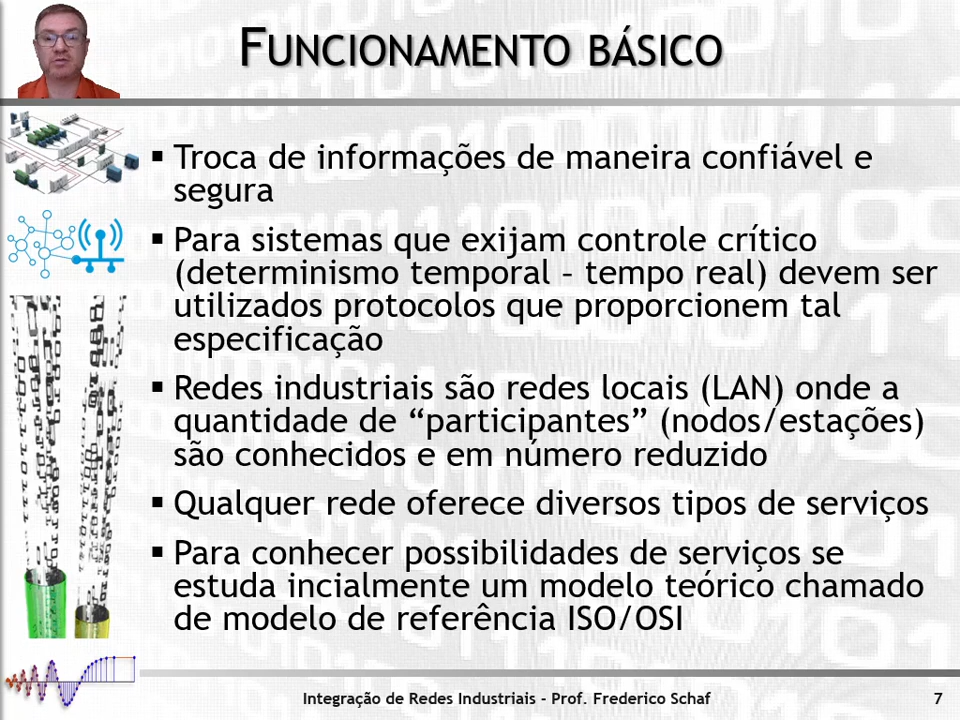 FUNCIONAMENTO BÁSICO
▪ Troca de informações de maneira confiável e
segura
▪ Para sistemas que exijam controle crítico
(determinismo temporal – tempo real) devem ser
utilizados protocolos que proporcionem tal
especificação
▪ Redes industriais são redes locais (LAN) onde a
quantidade de “participantes” (nodos/estações)
são conhecidos e em número reduzido
▪ Qualquer rede oferece diversos tipos de serviços
▪ Para conhecer possibilidades de serviços se
estuda incialmente um modelo teórico chamado
de modelo de referência ISO/OSI
Integração de Redes Industriais - Prof. Frederico Schaf
7